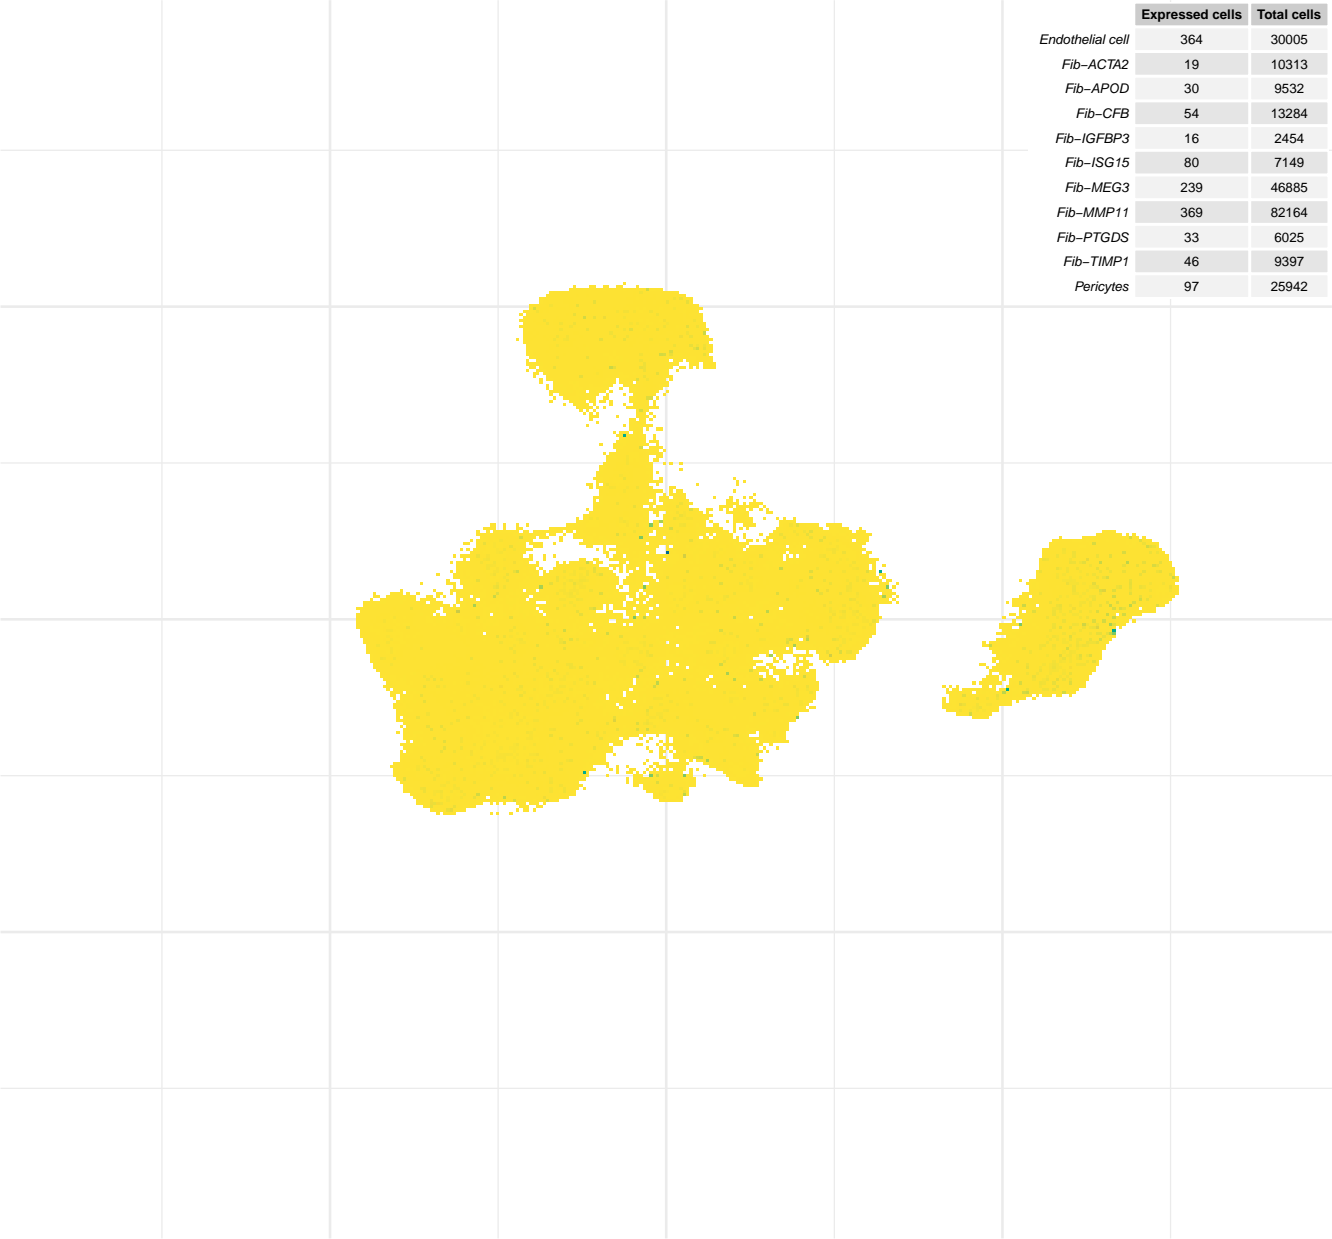 Expressed cells Total cells
Endothelial cell 364 30005
Fib−ACTA2 19 10313
Fib−APOD 30 9532
Fib−CFB 54 13284
Fib−IGFBP3 16 2454
Fib−ISG15 80 7149
Fib−MEG3 239 46885
Fib−MMP11 369 82164
Fib−PTGDS 33 6025
Fib−TIMP1 46 9397
Pericytes 97 25942